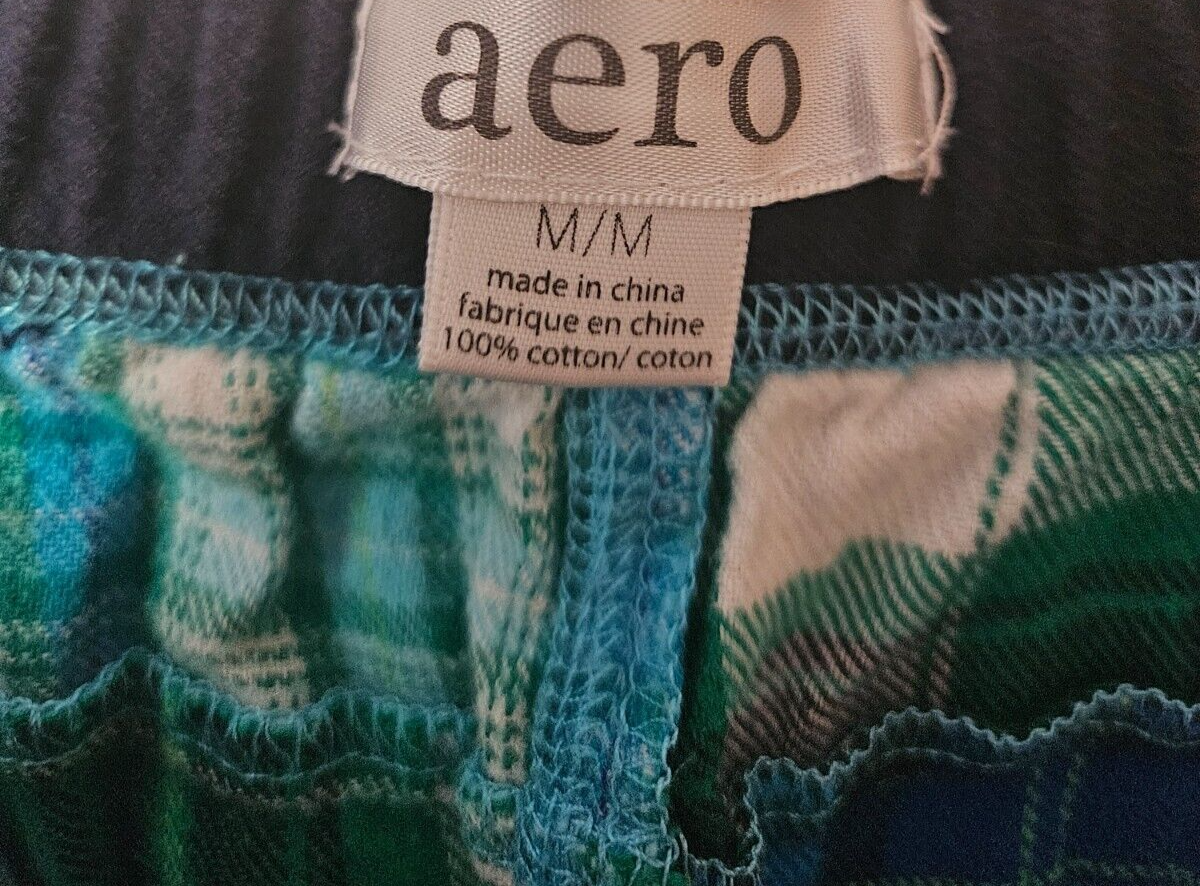 aero
M/M
made in china
fabrique en chine
100% cotton/ coton